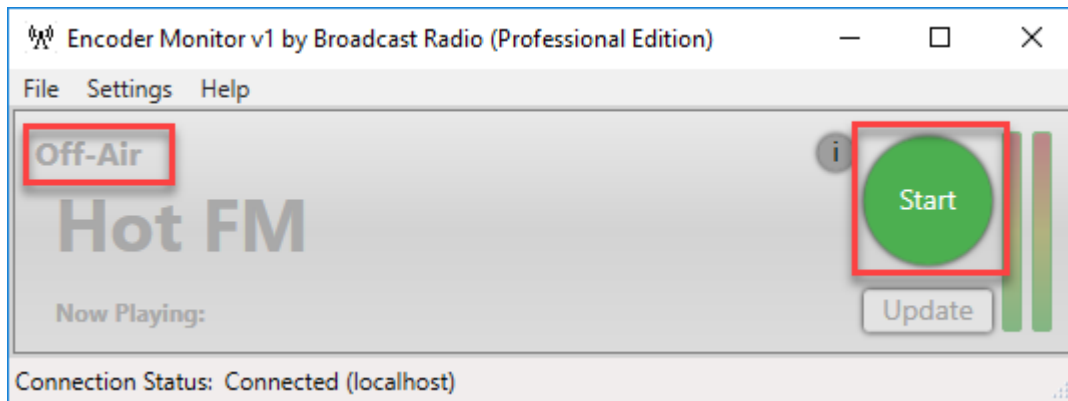 Encoder Monitor v1 by Broadcast Radio (Professional Edition)
File Settings Help
Off-Air
i
Start
Hot FM
Now Playing:
Update
Connection Status: Connected (localhost)